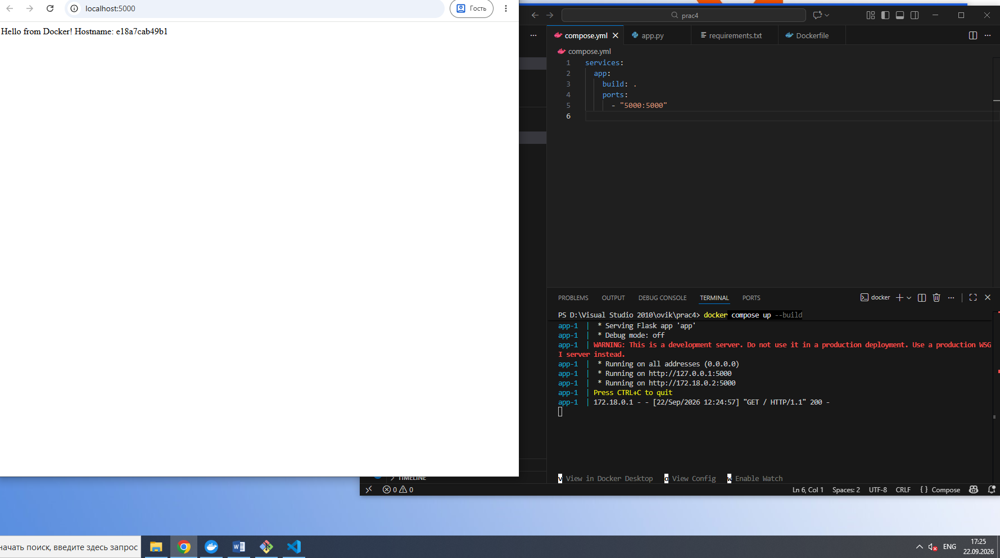 localhost:5000
Гость
Hello from Docker! Hostname: e18a7cab49b1
prac4
compose.yml
app.py
requirements.txt
Dockerfile
compose.yml
1 services:
2 app:
3 build: .
4 ports:
5 - "5000:5000"
6
PROBLEMS OUTPUT DEBUG CONSOLE TERMINAL PORTS
docker
PS D:\Visual Studio 2010\ovik\prac4> docker compose up --build
app-1 | * Serving Flask app 'app'
app-1 | * Debug mode: off
app-1 | WARNING: This is a development server. Do not use it in a production deployment. Use a production WSG
I server instead.
app-1 | * Running on all addresses (0.0.0.0)
app-1 | * Running on http://127.0.0.1:5000
app-1 | * Running on http://172.18.0.2:5000
app-1 | Press CTRL+C to quit
app-1 | 172.18.0.1 - - [22/Sep/2026 12:24:57] "GET / HTTP/1.1" 200 -
v View in Docker Desktop o View Config w Enable Watch
TIMELINE
0 0
Ln 6, Col 1 Spaces: 2 UTF-8 CRLF { } Compose
начать поиск, введите здесь запрос
ENG
17:25
22.09.2026